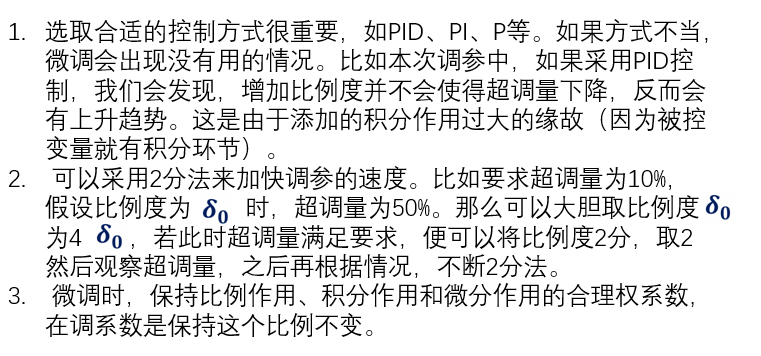 1. 选取合适的控制方式很重要，如PID、PI、P等。如果方式不当，
微调会出现没有用的情况。比如本次调参中，如果采用PID控
制，我们会发现，增加比例度并不会使得超调量下降，反而会
有上升趋势。这是由于添加的积分作用过大的缘故（因为被控
变量就有积分环节）。
2. 可以采用2分法来加快调参的速度。比如要求超调量为10%，
假设比例度为 δ₀ 时，超调量为50%。那么可以大胆取比例度 δ₀
为4 δ₀ ，若此时超调量满足要求，便可以将比例度2分，取2
然后观察超调量，之后再根据情况，不断2分法。
3. 微调时，保持比例作用、积分作用和微分作用的合理权系数，
在调系数是保持这个比例不变。